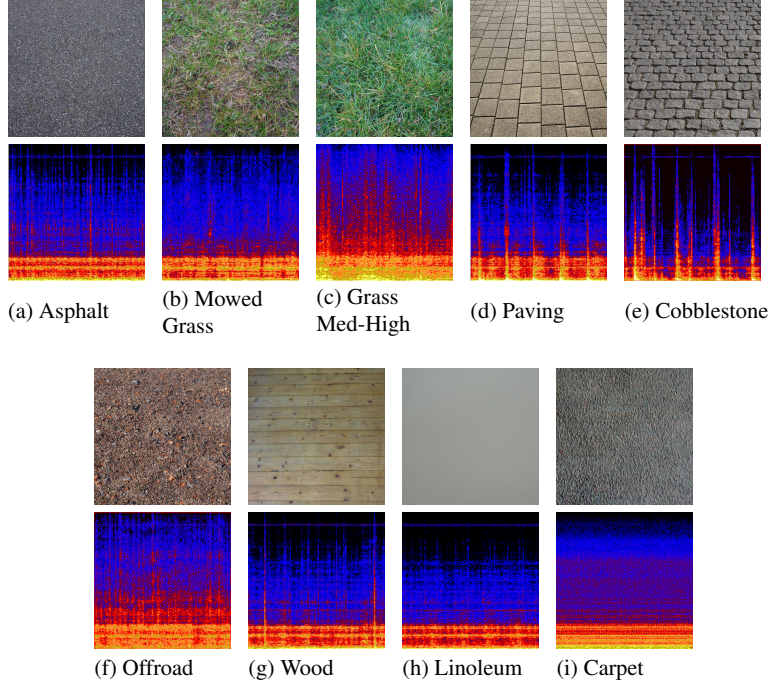 (a) Asphalt
(b) Mowed
Grass
(c) Grass
Med-High
(d) Paving
(e) Cobblestone
(f) Offroad
(g) Wood
(h) Linoleum
(i) Carpet